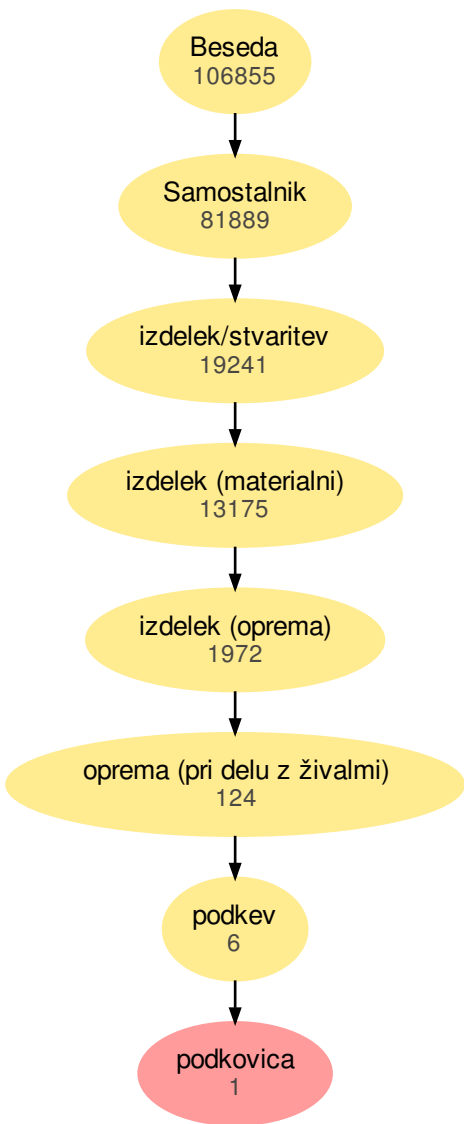 Beseda
106855
Samostalnik
81889
izdelek/stvaritev
19241
izdelek (materialni)
13175
izdelek (oprema)
1972
oprema (pri delu z živalmi)
124
podkev
6
podkovica
1